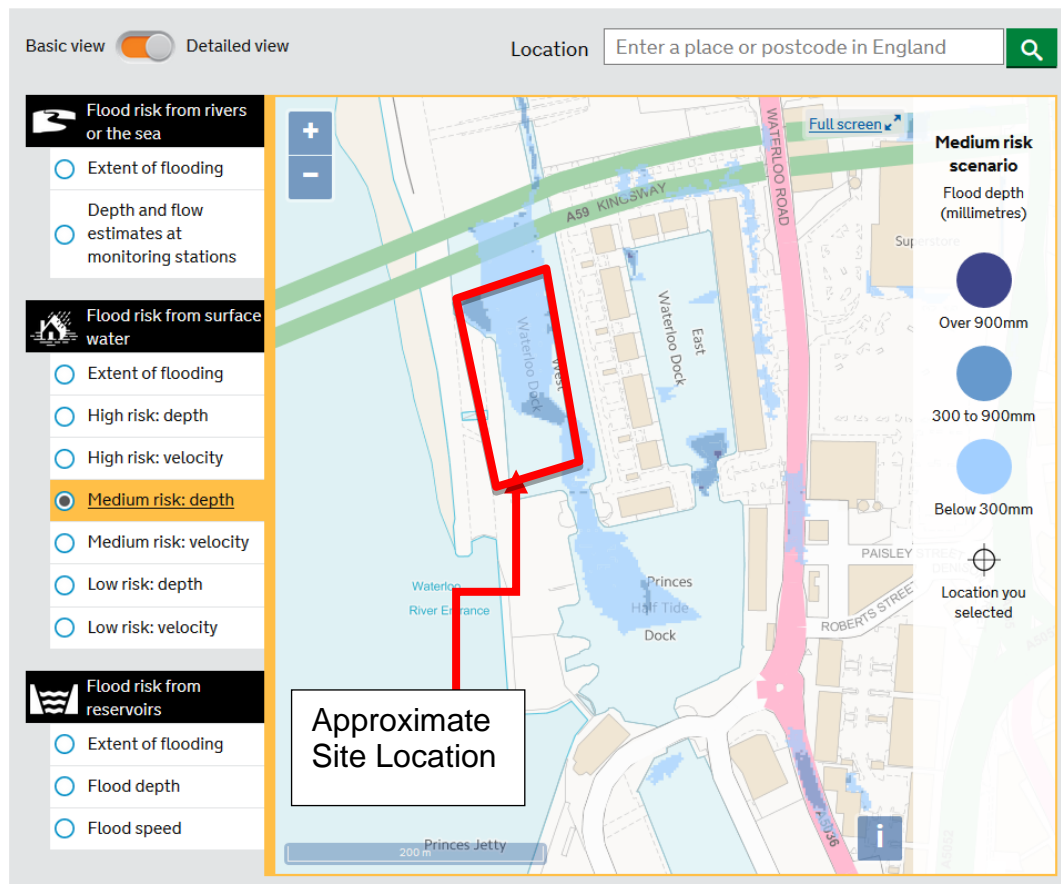 Basic view
Detailed view
Location
Enter a place or postcode in England
Flood risk from rivers
or the sea
Extent of flooding
Depth and flow
estimates at
monitoring stations
Flood risk from surface
water
Extent of flooding
High risk: depth
High risk: velocity
Medium risk: depth
Medium risk: velocity
Low risk: depth
Low risk: velocity
Flood risk from
reservoirs
Extent of flooding
Flood depth
Flood speed
+
−
Full screen
WATERLOO ROAD
A59 KINGSWAY
Superstore
Waterloo Dock
West
Waterloo Dock
East
Waterloo
River Entrance
Princes
Half Tide
Dock
PAISLEY STREET
ROBERTS STREET
A5036
A5052
Princes Jetty
200 m
i
Approximate
Site Location
Medium risk
scenario
Flood depth
(millimetres)
Over 900mm
300 to 900mm
Below 300mm
Location you
selected